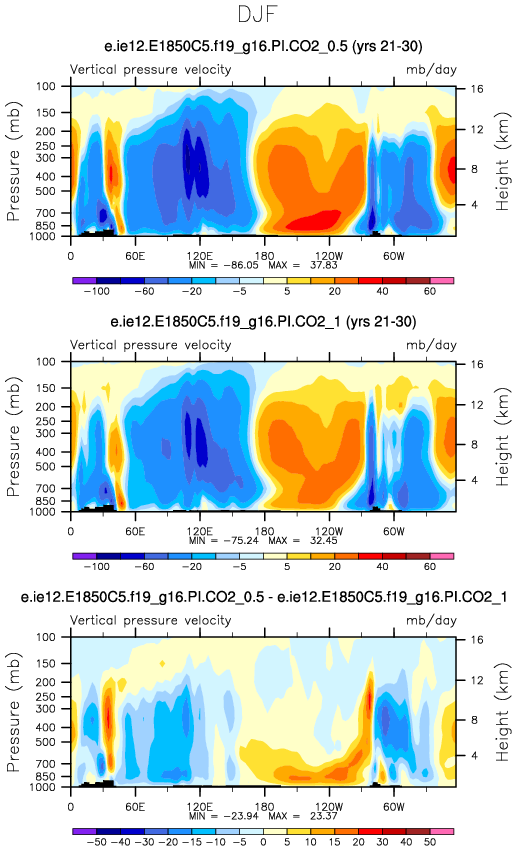 DJF
e.ie12.E1850C5.f19_g16.PI.CO2_0.5 (yrs 21-30)
Vertical pressure velocity mb/day
Pressure (mb)
100
150
200
250
300
400
500
700
850
1000
16
12
8
4
Height (km)
0 60E 120E 180 120W 60W
MIN = -86.05 MAX = 37.83
-100 -60 -20 -5 5 20 40 60
e.ie12.E1850C5.f19_g16.PI.CO2_1 (yrs 21-30)
Vertical pressure velocity mb/day
Pressure (mb)
100
150
200
250
300
400
500
700
850
1000
16
12
8
4
Height (km)
0 60E 120E 180 120W 60W
MIN = -75.24 MAX = 32.45
-100 -60 -20 -5 5 20 40 60
e.ie12.E1850C5.f19_g16.PI.CO2_0.5 - e.ie12.E1850C5.f19_g16.PI.CO2_1
Vertical pressure velocity mb/day
Pressure (mb)
100
150
200
250
300
400
500
700
850
1000
16
12
8
4
Height (km)
0 60E 120E 180 120W 60W
MIN = -23.94 MAX = 23.37
-50 -40 -30 -20 -15 -10 -5 0 5 10 15 20 30 40 50